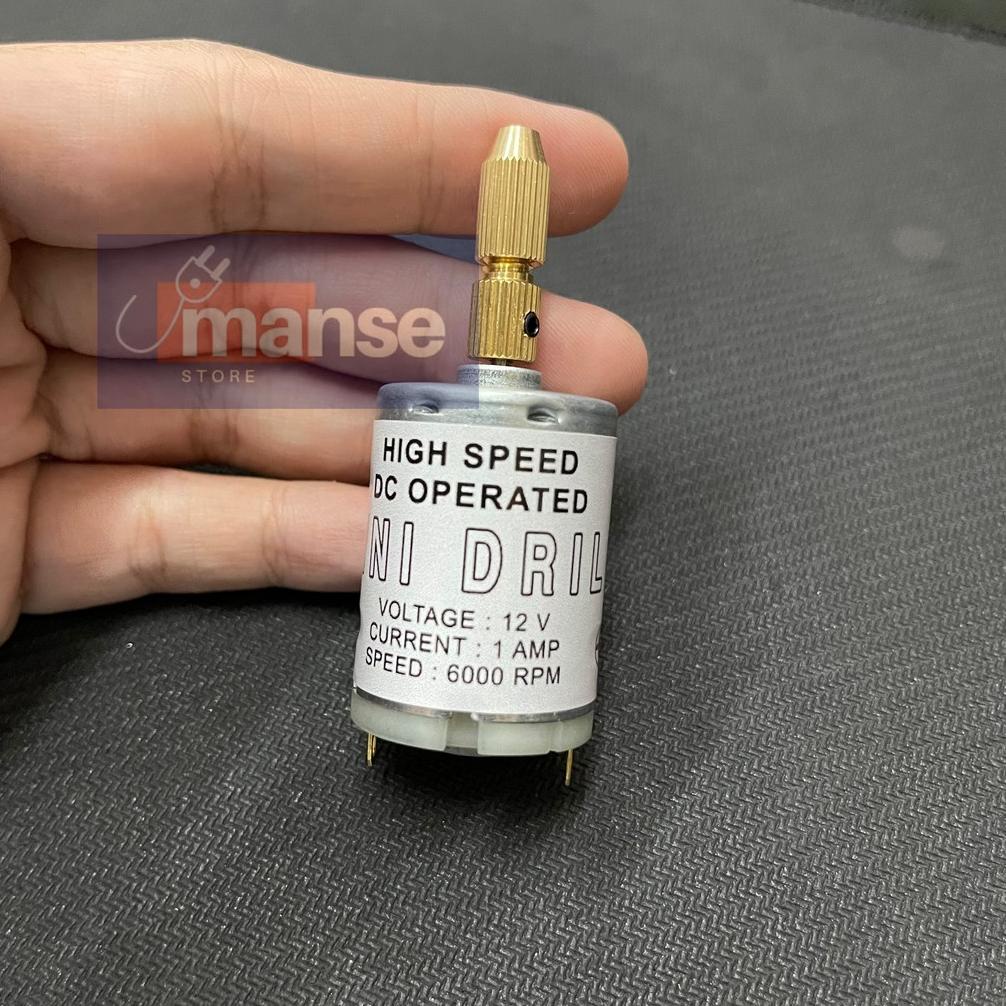 manse
STORE
HIGH SPEED
DC OPERATED
NI DRIL
VOLTAGE : 12 V
CURRENT : 1 AMP
SPEED : 6000 RPM